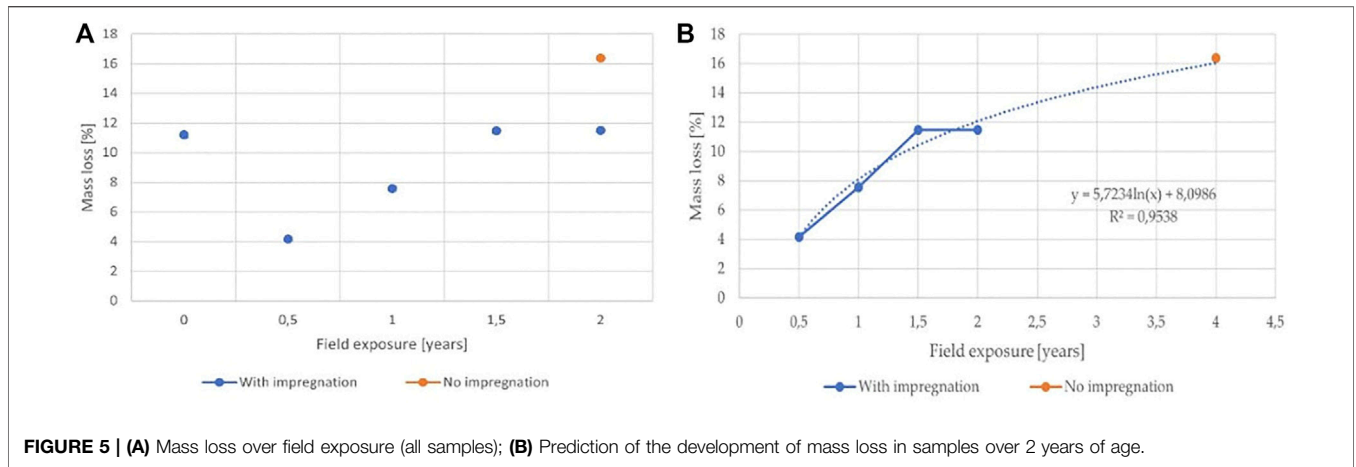 A
18
16
14
12
10
8
6
4
2
0
Mass loss [%]
0 0,5 1 1,5 2
Field exposure [years]
With impregnation No impregnation
B
18
16
14
12
10
8
6
4
2
0
Mass loss [%]
y = 5,7234ln(x) + 8,0986
R² = 0,9538
0 0,5 1 1,5 2 2,5 3 3,5 4 4,5
Field exposure [years]
With impregnation No impregnation
FIGURE 5 | (A) Mass loss over field exposure (all samples); (B) Prediction of the development of mass loss in samples over 2 years of age.